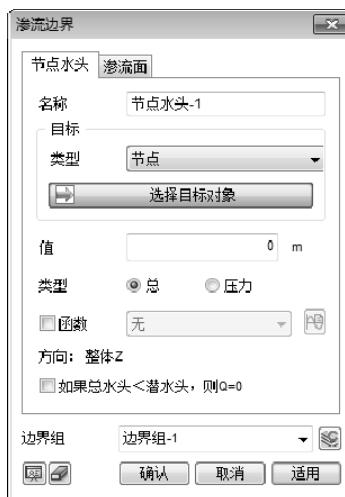 渗流边界
节点水头 渗流面
名称 节点水头-1
目标
类型 节点
选择目标对象
值 0 m
类型 总 压力
函数 无
方向: 整体Z
如果总水头＜潜水头，则Q=0
边界组 边界组-1
确认 取消 适用